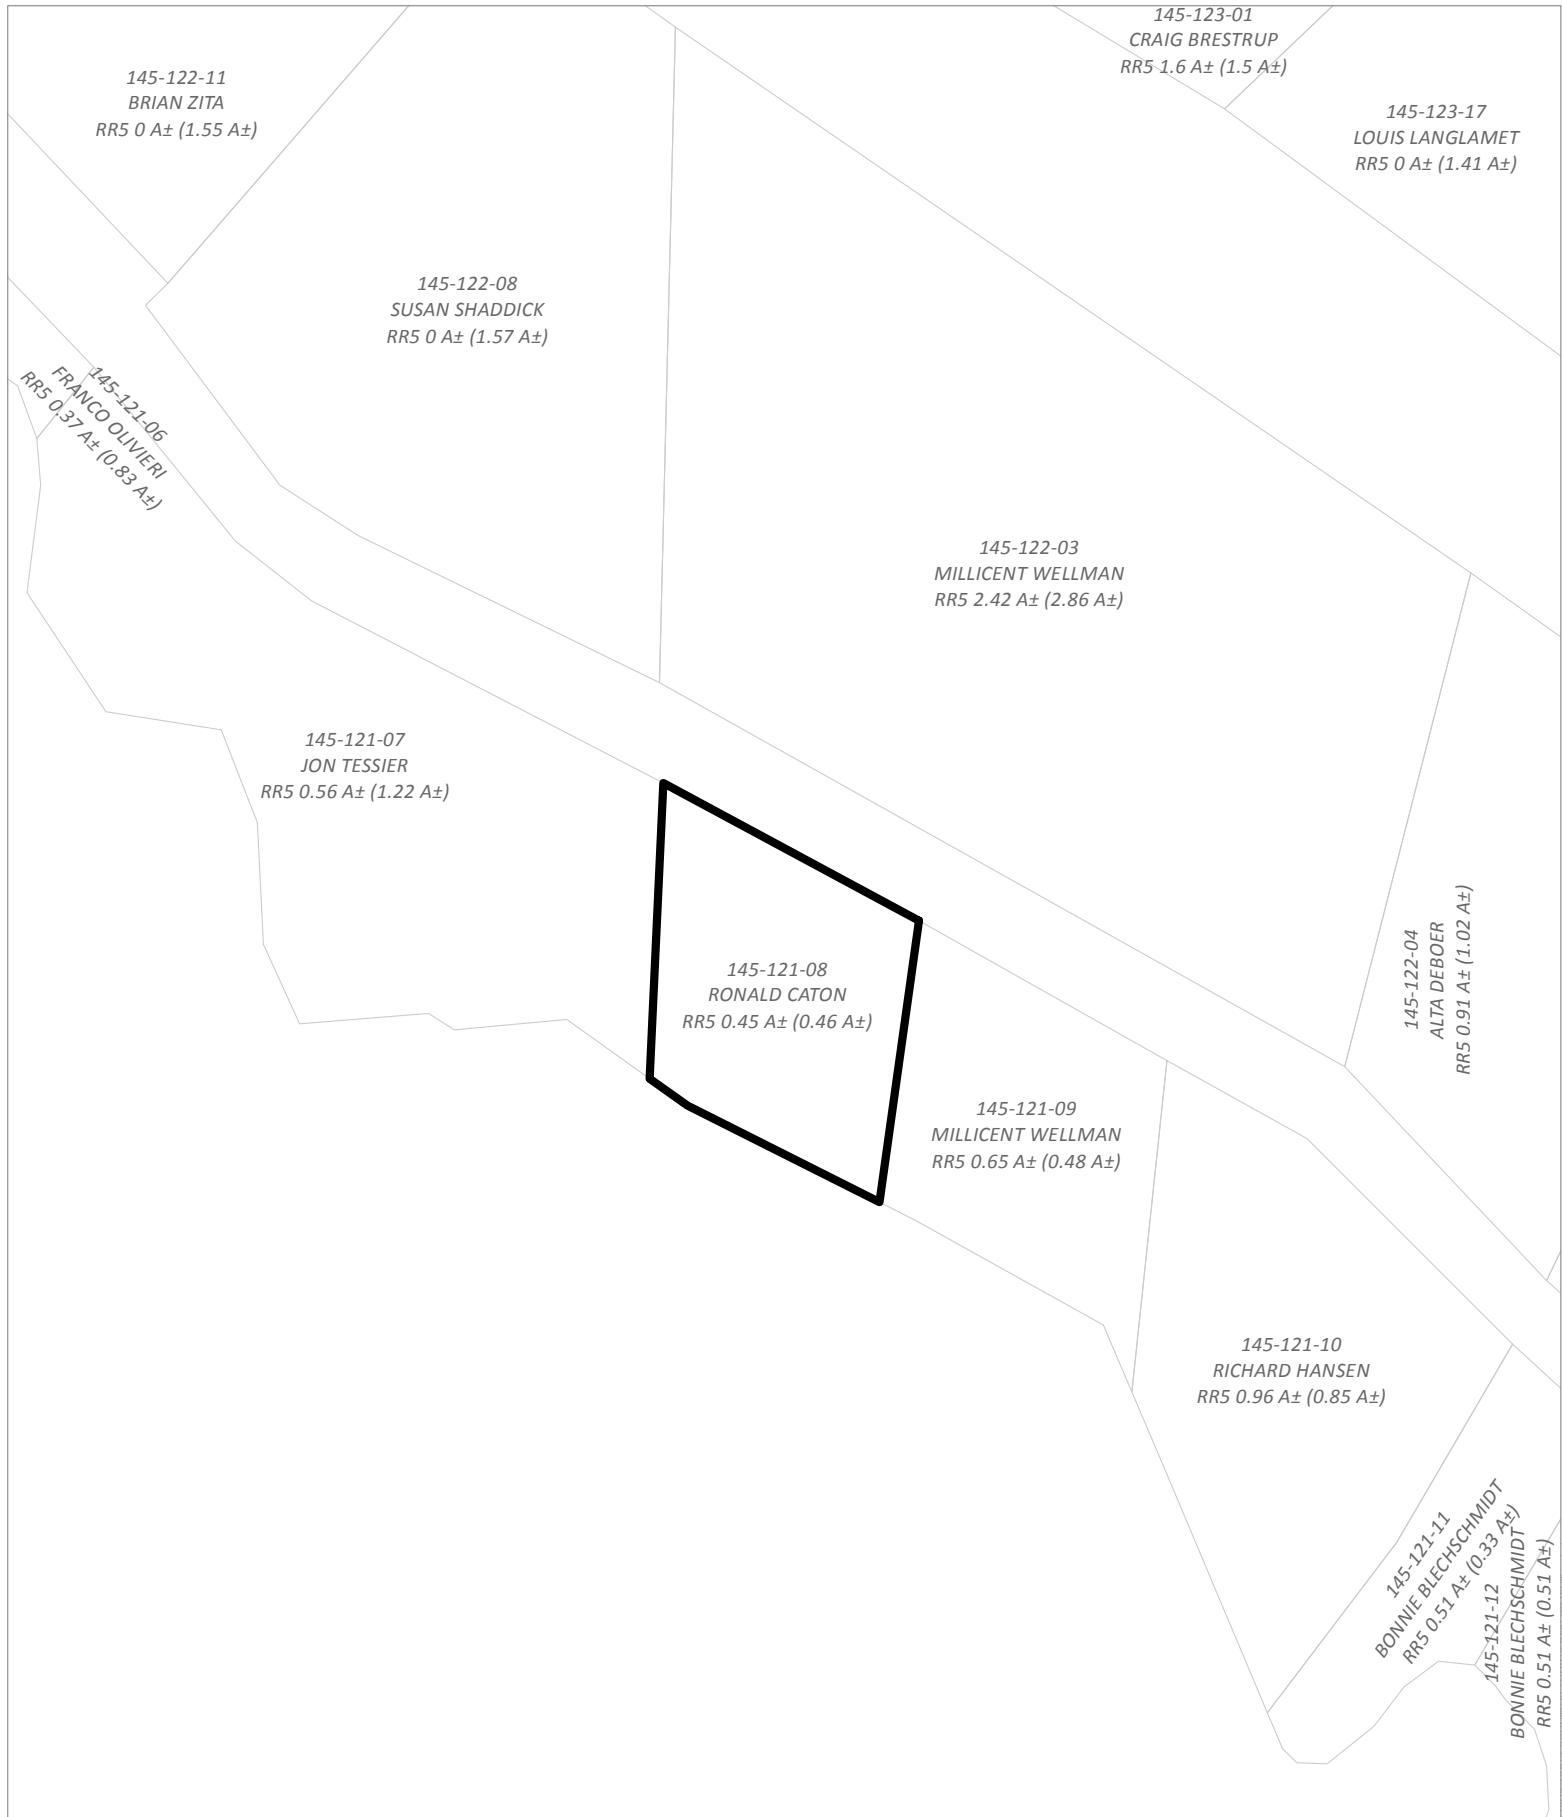 145-123-01
CRAIG BRESTRUP
RR5 1.6 A± (1.5 A±)
145-122-11
BRIAN ZITA
RR5 0 A± (1.55 A±)
145-123-17
LOUIS LANGLAMET
RR5 0 A± (1.41 A±)
145-122-08
SUSAN SHADDICK
RR5 0 A± (1.57 A±)
145-121-06
FRANCO OLIVIERI
RR5 0.37 A± (0.83 A±)
145-122-03
MILLICENT WELLMAN
RR5 2.42 A± (2.86 A±)
145-121-07
JON TESSIER
RR5 0.56 A± (1.22 A±)
145-122-04
ALTA DEBOER
RR5 0.91 A± (1.02 A±)
145-121-08
RONALD CATON
RR5 0.45 A± (0.46 A±)
145-121-09
MILLICENT WELLMAN
RR5 0.65 A± (0.48 A±)
145-121-10
RICHARD HANSEN
RR5 0.96 A± (0.85 A±)
145-121-11
BONNIE BLECHSCHMIDT
RR5 0.51 A± (0.33 A±)
145-121-12
BONNIE BLECHSCHMIDT
RR5 0.51 A± (0.51 A±)